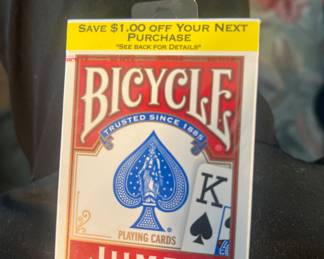 SAVE $1.00 OFF YOUR NEXT
PURCHASE
*SEE BACK FOR DETAILS*
BICYCLE
TRUSTED SINCE 1885
®
K
PLAYING CARDS